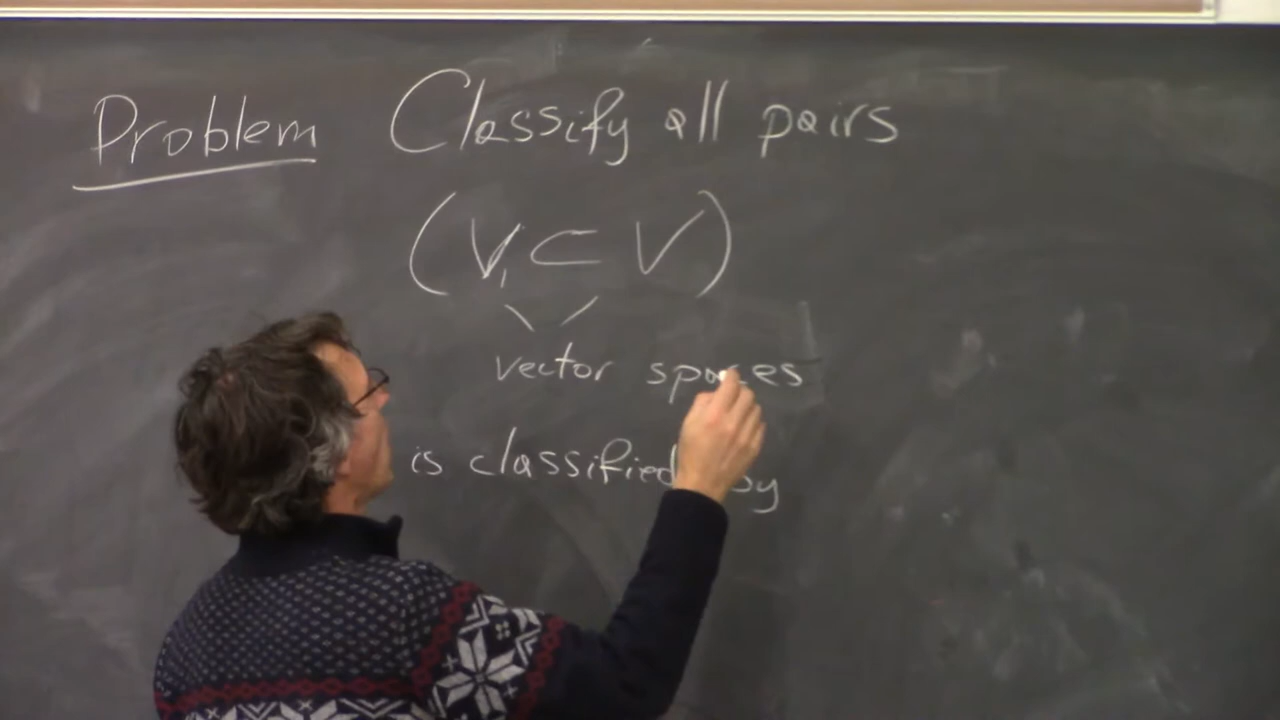 Problem Classify all pairs
(V₁ ⊂ V)
vector spaces
is classified by